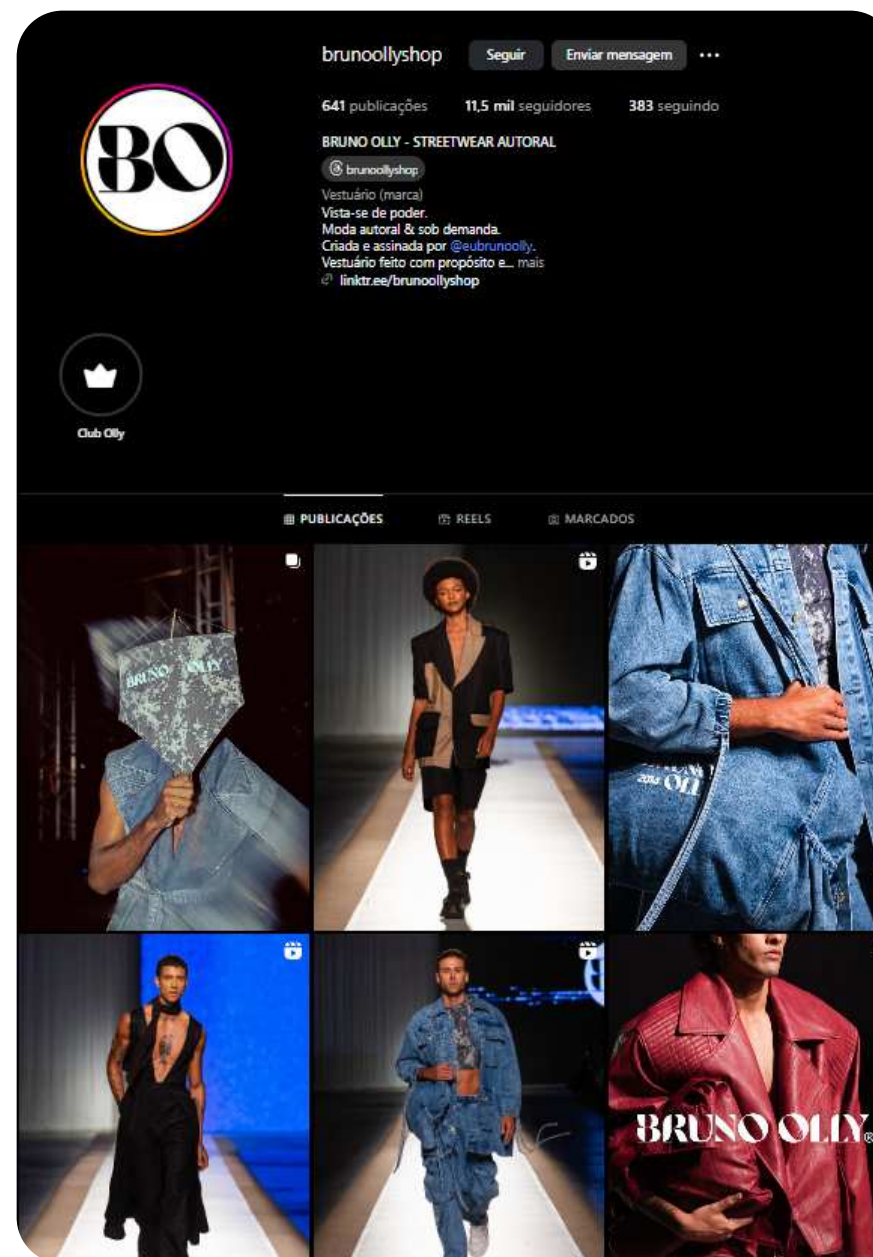 brunoollyshop Seguir Enviar mensagem
641 publicações 11,5 mil seguidores 383 seguindo
BO
BRUNO OLLY - STREETWEAR AUTORAL
brunoollyshop
Vestuário (marca)
Vista-se de poder.
Moda autoral & sob demanda.
Criada e assinada por @eubrunoolly.
Vestuário feito com propósito e... mais
linktr.ee/brunoollyshop
Club Olly
PUBLICAÇÕES REELS MARCADOS
BRUNO OLLY
BRUNO OLLY®